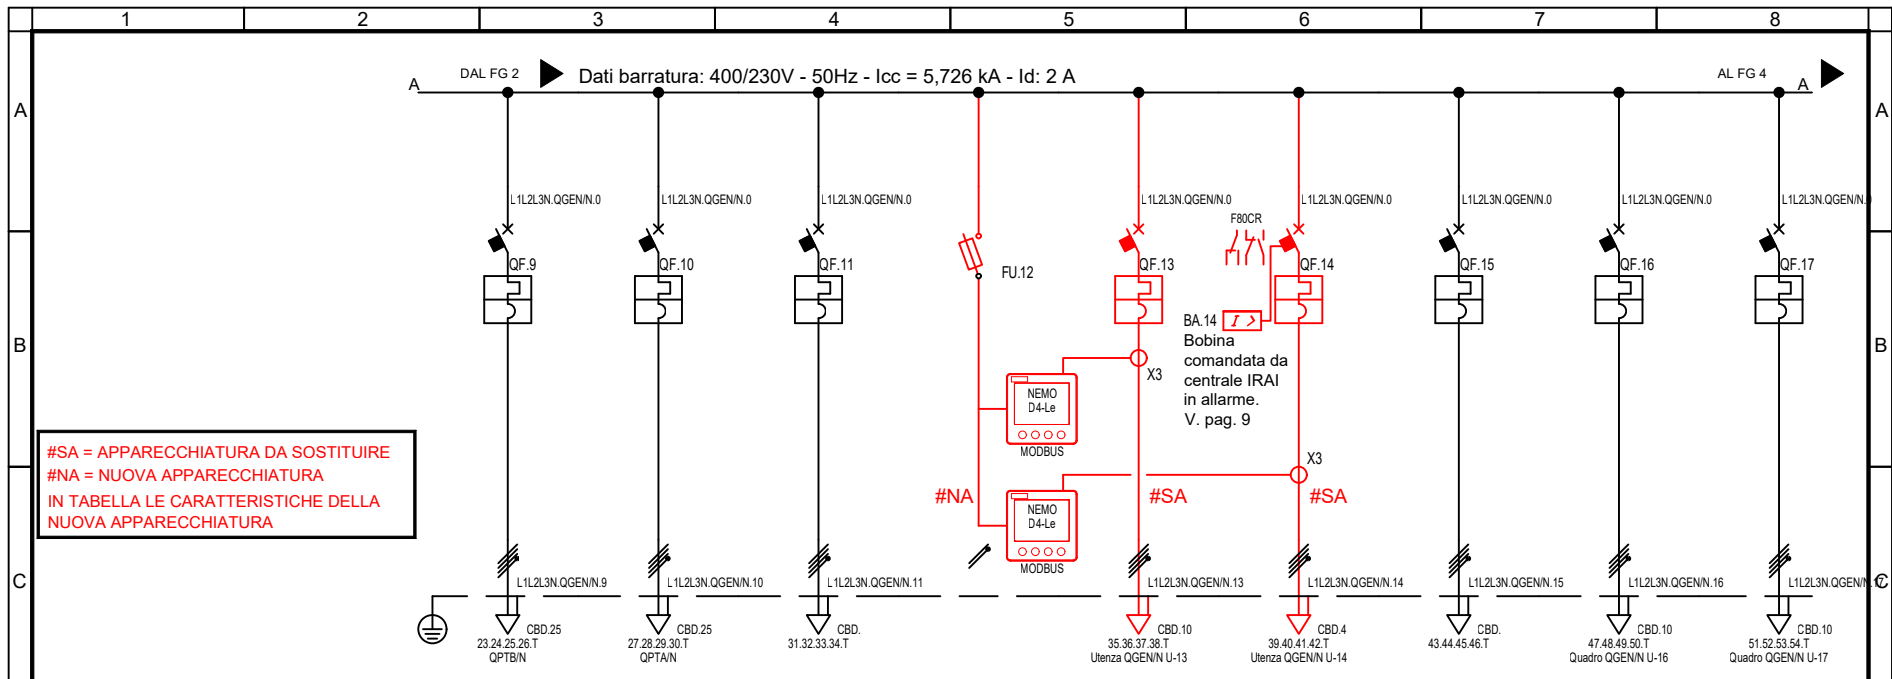 1 2 3 4 5 6 7 8
DAL FG 2 Dati barratura: 400/230V - 50Hz - Icc = 5,726 kA - Id: 2 A AL FG 4
A A
A A
L1L2L3N.QGEN/N.0 L1L2L3N.QGEN/N.0 L1L2L3N.QGEN/N.0 L1L2L3N.QGEN/N.0 L1L2L3N.QGEN/N.0 L1L2L3N.QGEN/N.0 L1L2L3N.QGEN/N.0 L1L2L3N.QGEN/N.0
F80CR
QF.9 QF.10 QF.11 FU.12 QF.13 QF.14 QF.15 QF.16 QF.17
BA.14 I >
Bobina
comandata da
centrale IRAI
in allarme.
V. pag. 9
B B
X3
NEMO
D4-Le
MODBUS
#SA = APPARECCHIATURA DA SOSTITUIRE
#NA = NUOVA APPARECCHIATURA
IN TABELLA LE CARATTERISTICHE DELLA
NUOVA APPARECCHIATURA
X3
#NA #SA #SA
NEMO
D4-Le
MODBUS
C C
L1L2L3N.QGEN/N.9 L1L2L3N.QGEN/N.10 L1L2L3N.QGEN/N.11 L1L2L3N.QGEN/N.13 L1L2L3N.QGEN/N.14 L1L2L3N.QGEN/N.15 L1L2L3N.QGEN/N.16 L1L2L3N.QGEN/N.17
CBD.25 CBD.25 CBD. CBD.10 CBD.4 CBD. CBD.10 CBD.10
23.24.25.26.T 27.28.29.30.T 31.32.33.34.T 35.36.37.38.T 39.40.41.42.T 43.44.45.46.T 47.48.49.50.T 51.52.53.54.T
QPTB/N QPTA/N Utenza QGEN/N U-13 Utenza QGEN/N U-14 Quadro QGEN/N U-16 Quadro QGEN/N U-17